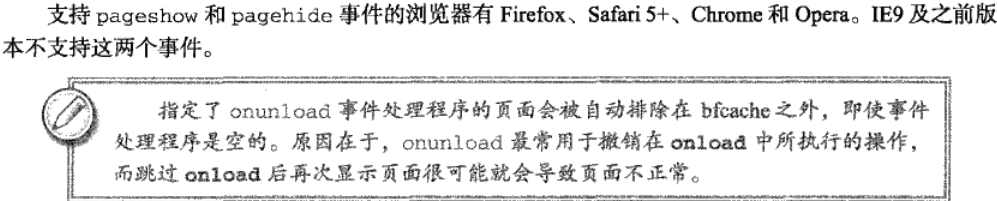 支持 pageshow 和 pagehide 事件的浏览器有 Firefox、Safari 5+、Chrome 和 Opera。IE9 及之前版
本不支持这两个事件。
指定了 onunload 事件处理程序的页面会被自动排除在 bfcache 之外，即使事件
处理程序是空的。原因在于，onunload 最常用于撤销在 onload 中所执行的操作，
而跳过 onload 后再次显示页面很可能就会导致页面不正常。